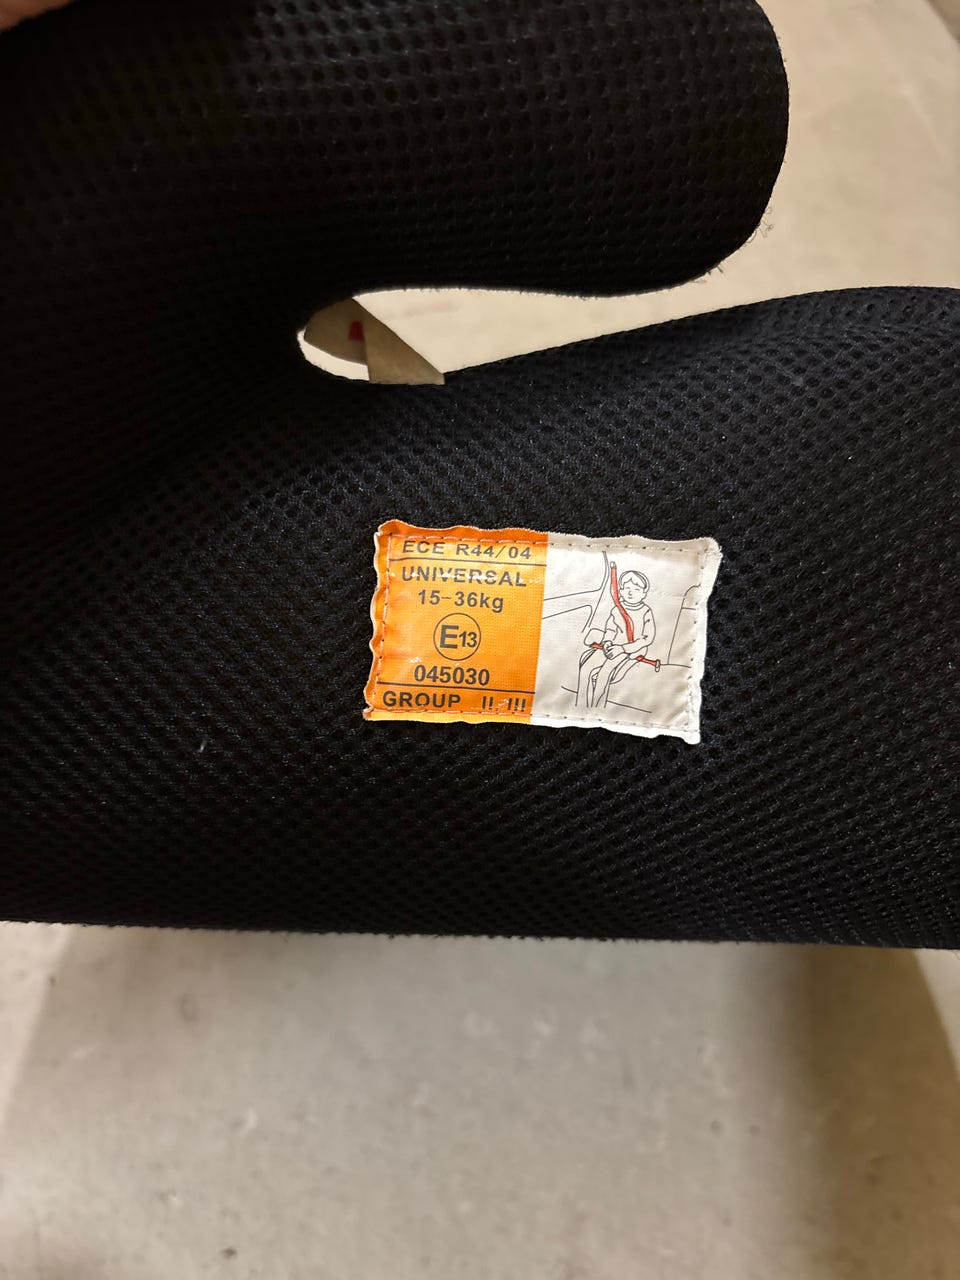 ECE R44/04
UNIVERSAL
15-36kg
E13
045030
GROUP II III